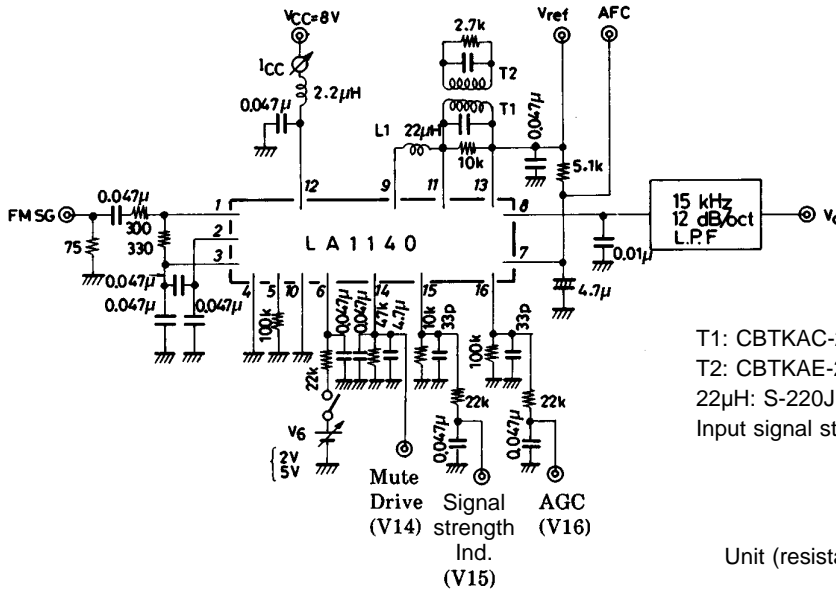 VCC=8V
ICC
2.2μH
0.047μ
2.7k
T2
T1
L1 22μH
10k
Vref
AFC
0.047μ
5.1k
12
9
11
13
FM SG
0.047μ
300
330
75
1
2
3
LA1140
8
7
15 kHz
12 dB/oct
L.P.F
0.01μ
4.7μ
0.047μ
0.047μ
0.047μ
4
5
10
6
14
15
16
100k
22k
0.047μ
0.047μ
47k
4.7μ
10k
33p
100k
33p
22k
22k
0.047μ
0.047μ
V6
2V
5V
Mute
Drive
(V14)
Signal
strength
Ind.
(V15)
AGC
(V16)
T1: CBTKAC-
T2: CBTKAE-
22μH: S-220J
Input signal st
Unit (resista